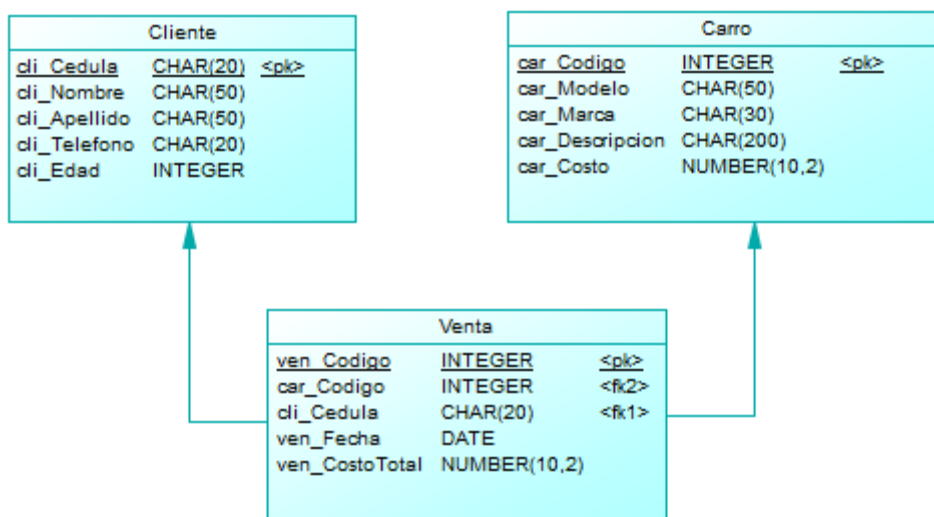 Cliente
cli_Cedula CHAR(20) <pk>
cli_Nombre CHAR(50)
cli_Apellido CHAR(50)
cli_Telefono CHAR(20)
cli_Edad INTEGER
Carro
car_Codigo INTEGER <pk>
car_Modelo CHAR(50)
car_Marca CHAR(30)
car_Descripcion CHAR(200)
car_Costo NUMBER(10,2)
Venta
ven_Codigo INTEGER <pk>
car_Codigo INTEGER <fk2>
cli_Cedula CHAR(20) <fk1>
ven_Fecha DATE
ven_CostoTotal NUMBER(10,2)